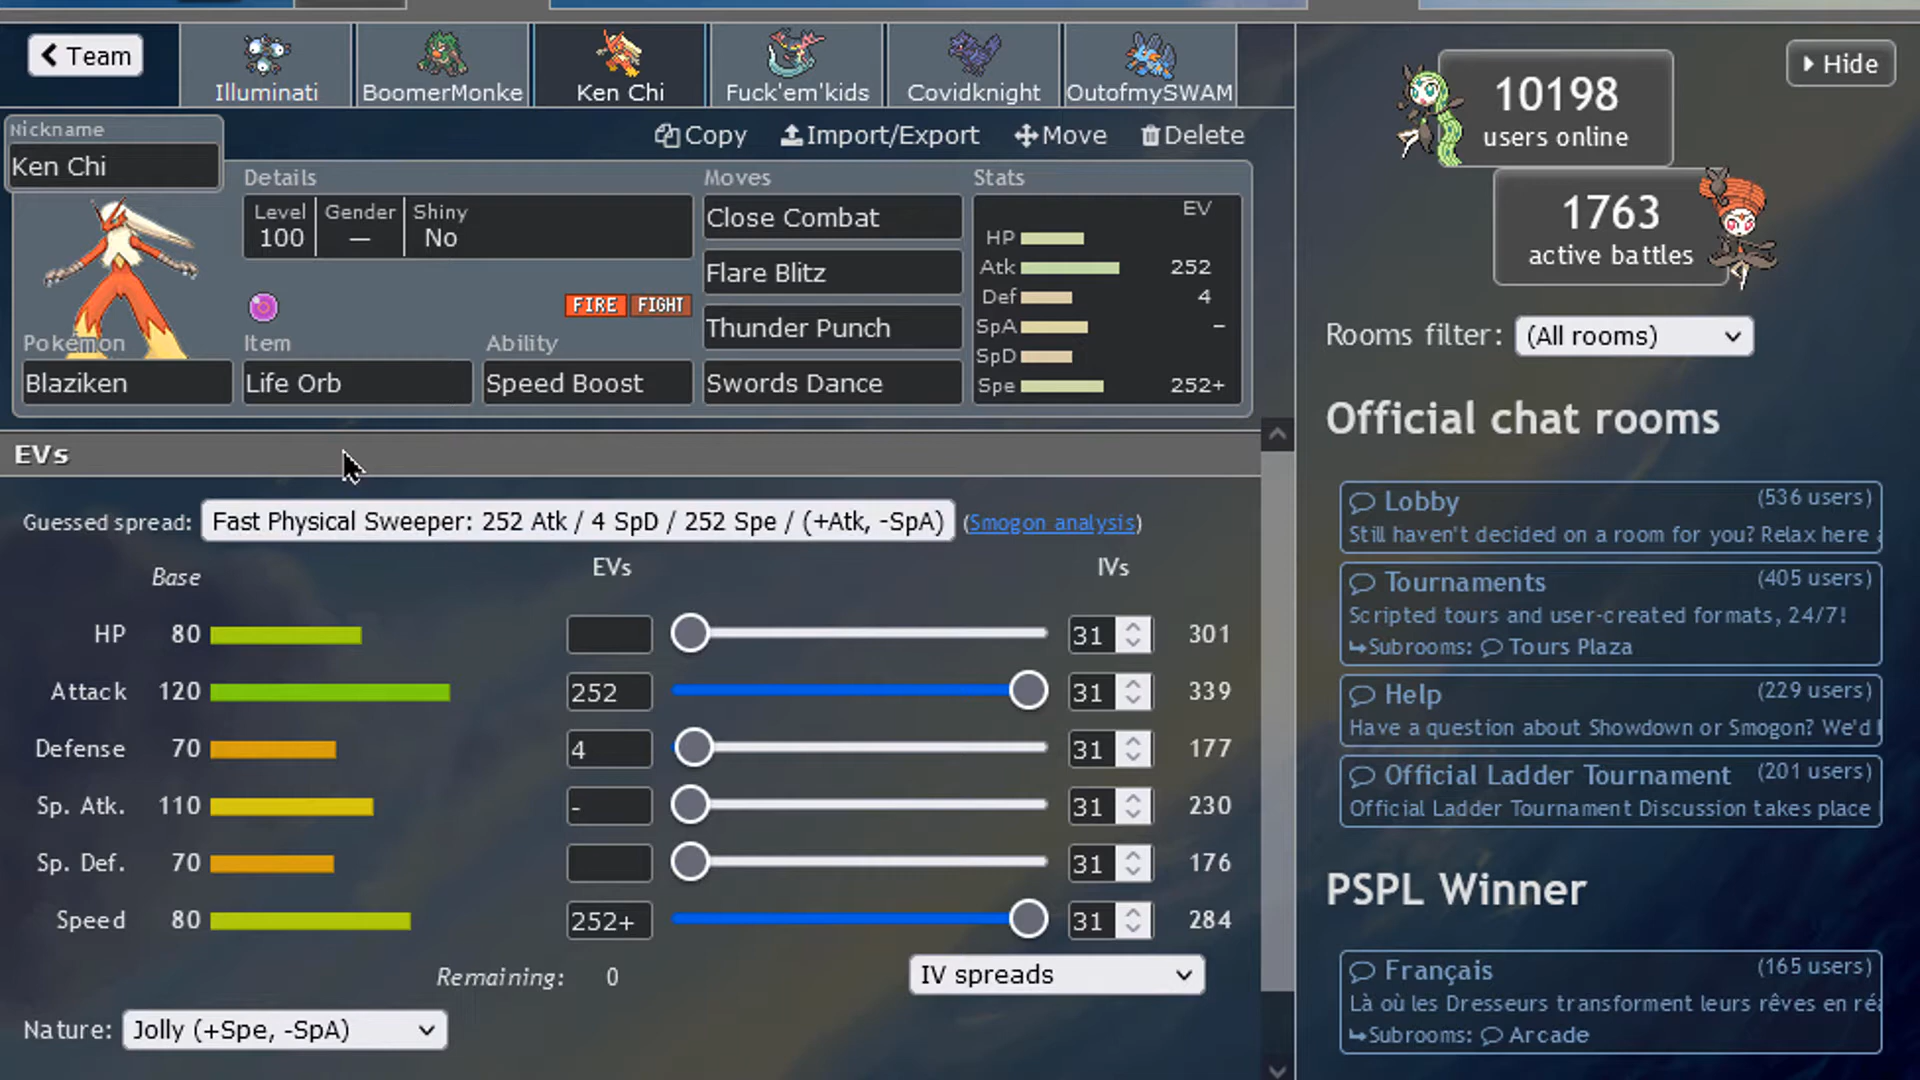 Team
Illuminati
BoomerMonke
Ken Chi
Fuck'em'kids
Covidknight
OutofmySWAM
Hide
Nickname
Ken Chi
Copy
Import/Export
Move
Delete
Details
Level
100
Gender
—
Shiny
No
FIRE FIGHT
Pokémon
Blaziken
Item
Life Orb
Ability
Speed Boost
Moves
Close Combat
Flare Blitz
Thunder Punch
Swords Dance
Stats
EV
HP
Atk 252
Def 4
SpA –
SpD
Spe 252+
EVs
Guessed spread: Fast Physical Sweeper: 252 Atk / 4 SpD / 252 Spe / (+Atk, -SpA) (Smogon analysis)
Base EVs IVs
HP 80 31 301
Attack 120 252 31 339
Defense 70 4 31 177
Sp. Atk. 110 - 31 230
Sp. Def. 70 31 176
Speed 80 252+ 31 284
Remaining: 0
IV spreads
Nature: Jolly (+Spe, -SpA)
10198
users online
1763
active battles
Rooms filter: (All rooms)
Official chat rooms
Lobby (536 users)
Still haven't decided on a room for you? Relax here
Tournaments (405 users)
Scripted tours and user-created formats, 24/7!
Subrooms: Tours Plaza
Help (229 users)
Have a question about Showdown or Smogon? We'd
Official Ladder Tournament (201 users)
Official Ladder Tournament Discussion takes place
PSPL Winner
Français (165 users)
Là où les Dresseurs transforment leurs rêves en
Subrooms: Arcade